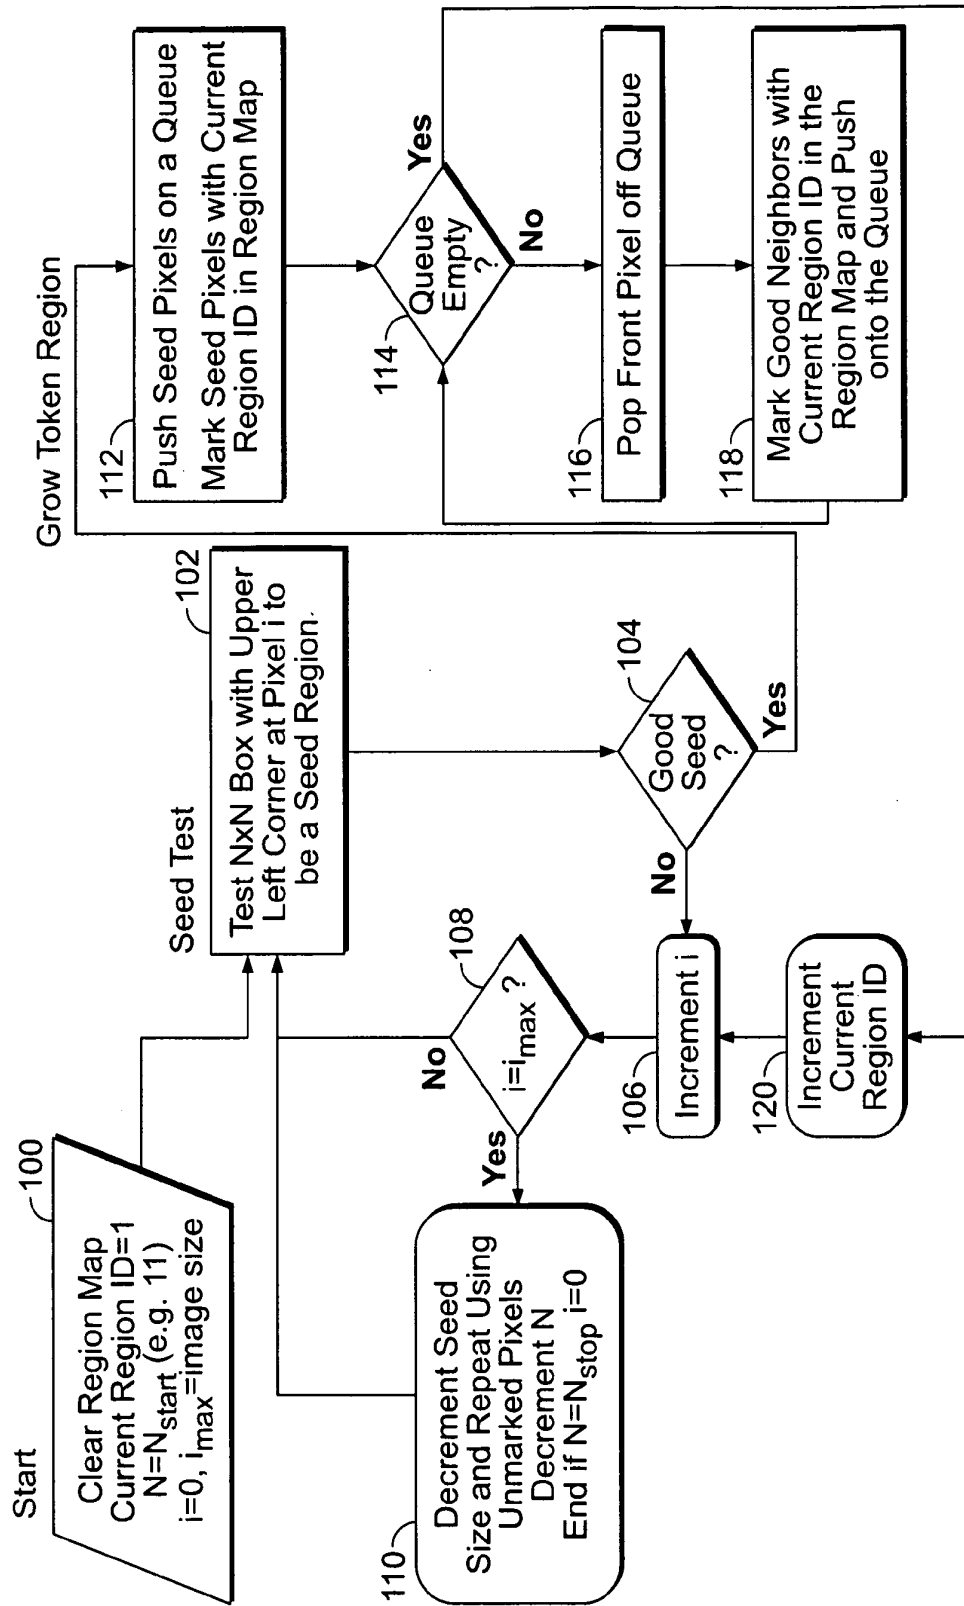 Start
100
Clear Region Map
Current Region ID=1
N=Nstart (e.g. 11)
i=0, imax=image size
Seed Test
102
Test NxN Box with Upper
Left Corner at Pixel i to
be a Seed Region.
Grow Token Region
112
Push Seed Pixels on a Queue
Mark Seed Pixels with Current
Region ID in Region Map
110
Decrement Seed
Size and Repeat Using
Unmarked Pixels
Decrement N
End if N=Nstop i=0
Yes
No
108
i=imax ?
104
Good
Seed
?
No
Yes
106
Increment i
120
Increment
Current
Region ID
114
Queue
Empty
?
Yes
No
116
Pop Front Pixel off Queue
118
Mark Good Neighbors with
Current Region ID in the
Region Map and Push
onto the Queue